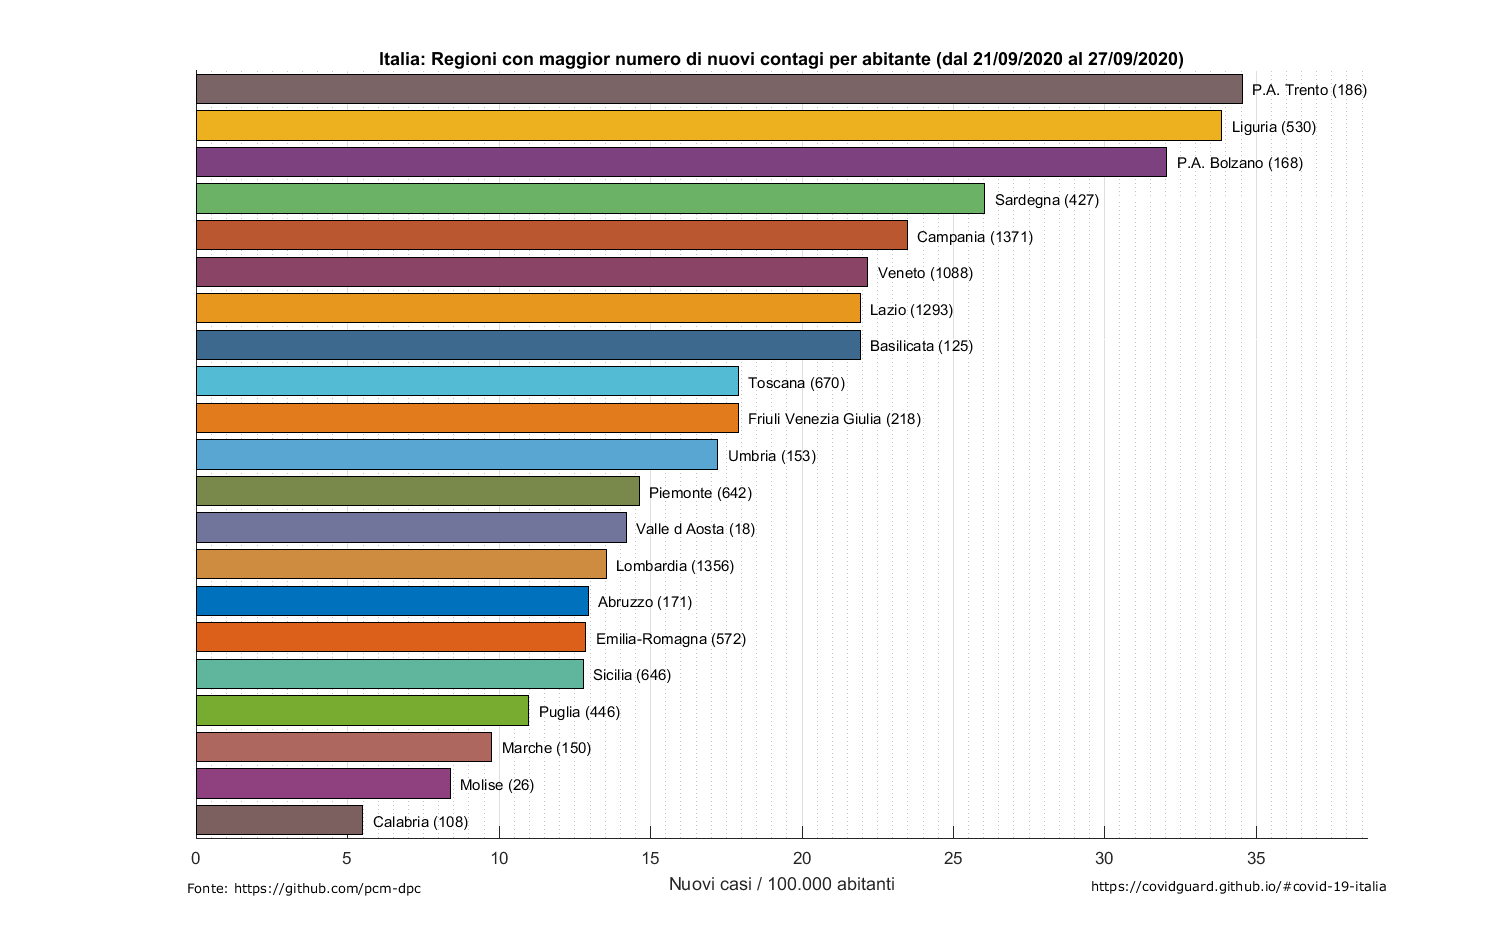 Italia: Regioni con maggior numero di nuovi contagi per abitante (dal 21/09/2020 al 27/09/2020)
P.A. Trento (186)
Liguria (530)
P.A. Bolzano (168)
Sardegna (427)
Campania (1371)
Veneto (1088)
Lazio (1293)
Basilicata (125)
Toscana (670)
Friuli Venezia Giulia (218)
Umbria (153)
Piemonte (642)
Valle d Aosta (18)
Lombardia (1356)
Abruzzo (171)
Emilia-Romagna (572)
Sicilia (646)
Puglia (446)
Marche (150)
Molise (26)
Calabria (108)
0 5 10 15 20 25 30 35
Nuovi casi / 100.000 abitanti
Fonte: https://github.com/pcm-dpc
https://covidguard.github.io/#covid-19-italia